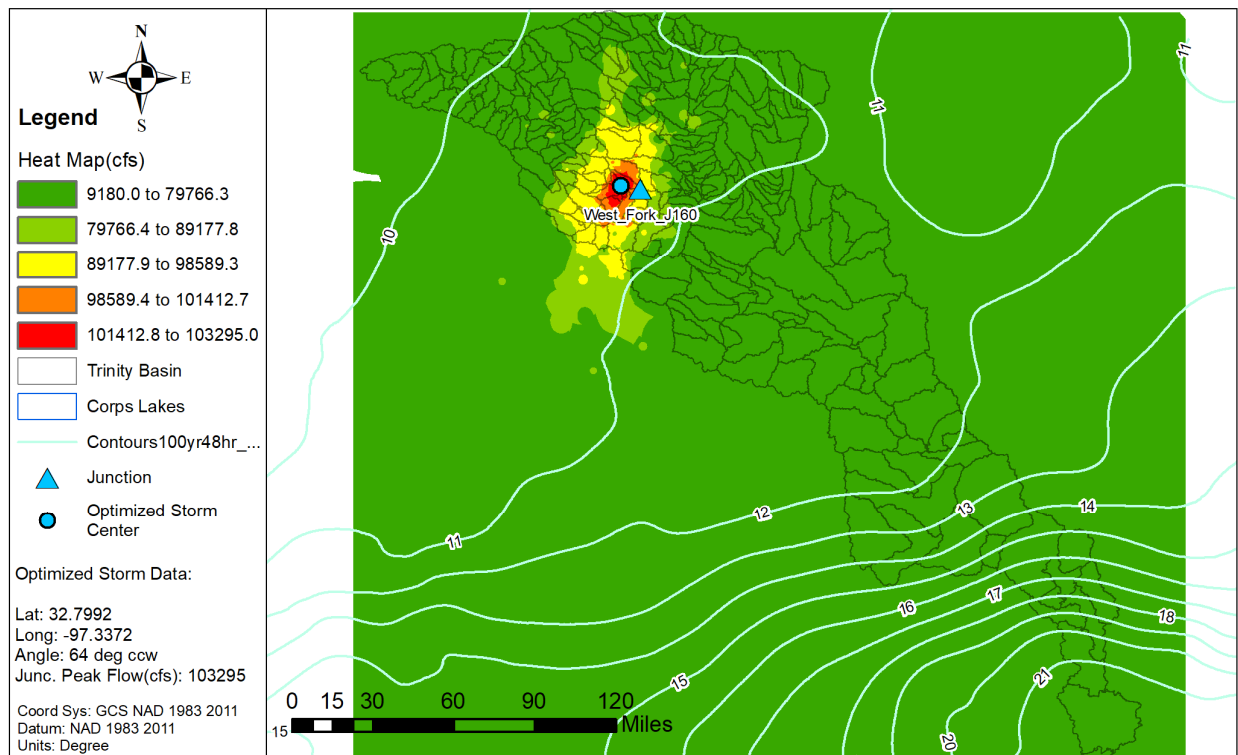 N
W
E
S
Legend
Heat Map(cfs)
9180.0 to 79766.3
79766.4 to 89177.8
89177.9 to 98589.3
98589.4 to 101412.7
101412.8 to 103295.0
Trinity Basin
Corps Lakes
Contours100yr48hr_...
Junction
Optimized Storm
Center
Optimized Storm Data:
Lat: 32.7992
Long: -97.3372
Angle: 64 deg ccw
Junc. Peak Flow(cfs): 103295
Coord Sys: GCS NAD 1983 2011
Datum: NAD 1983 2011
Units: Degree
11
11
10
West_Fork_J160
12
13
14
11
16
17
18
15
21
20
15
0 15 30 60 90 120
Miles